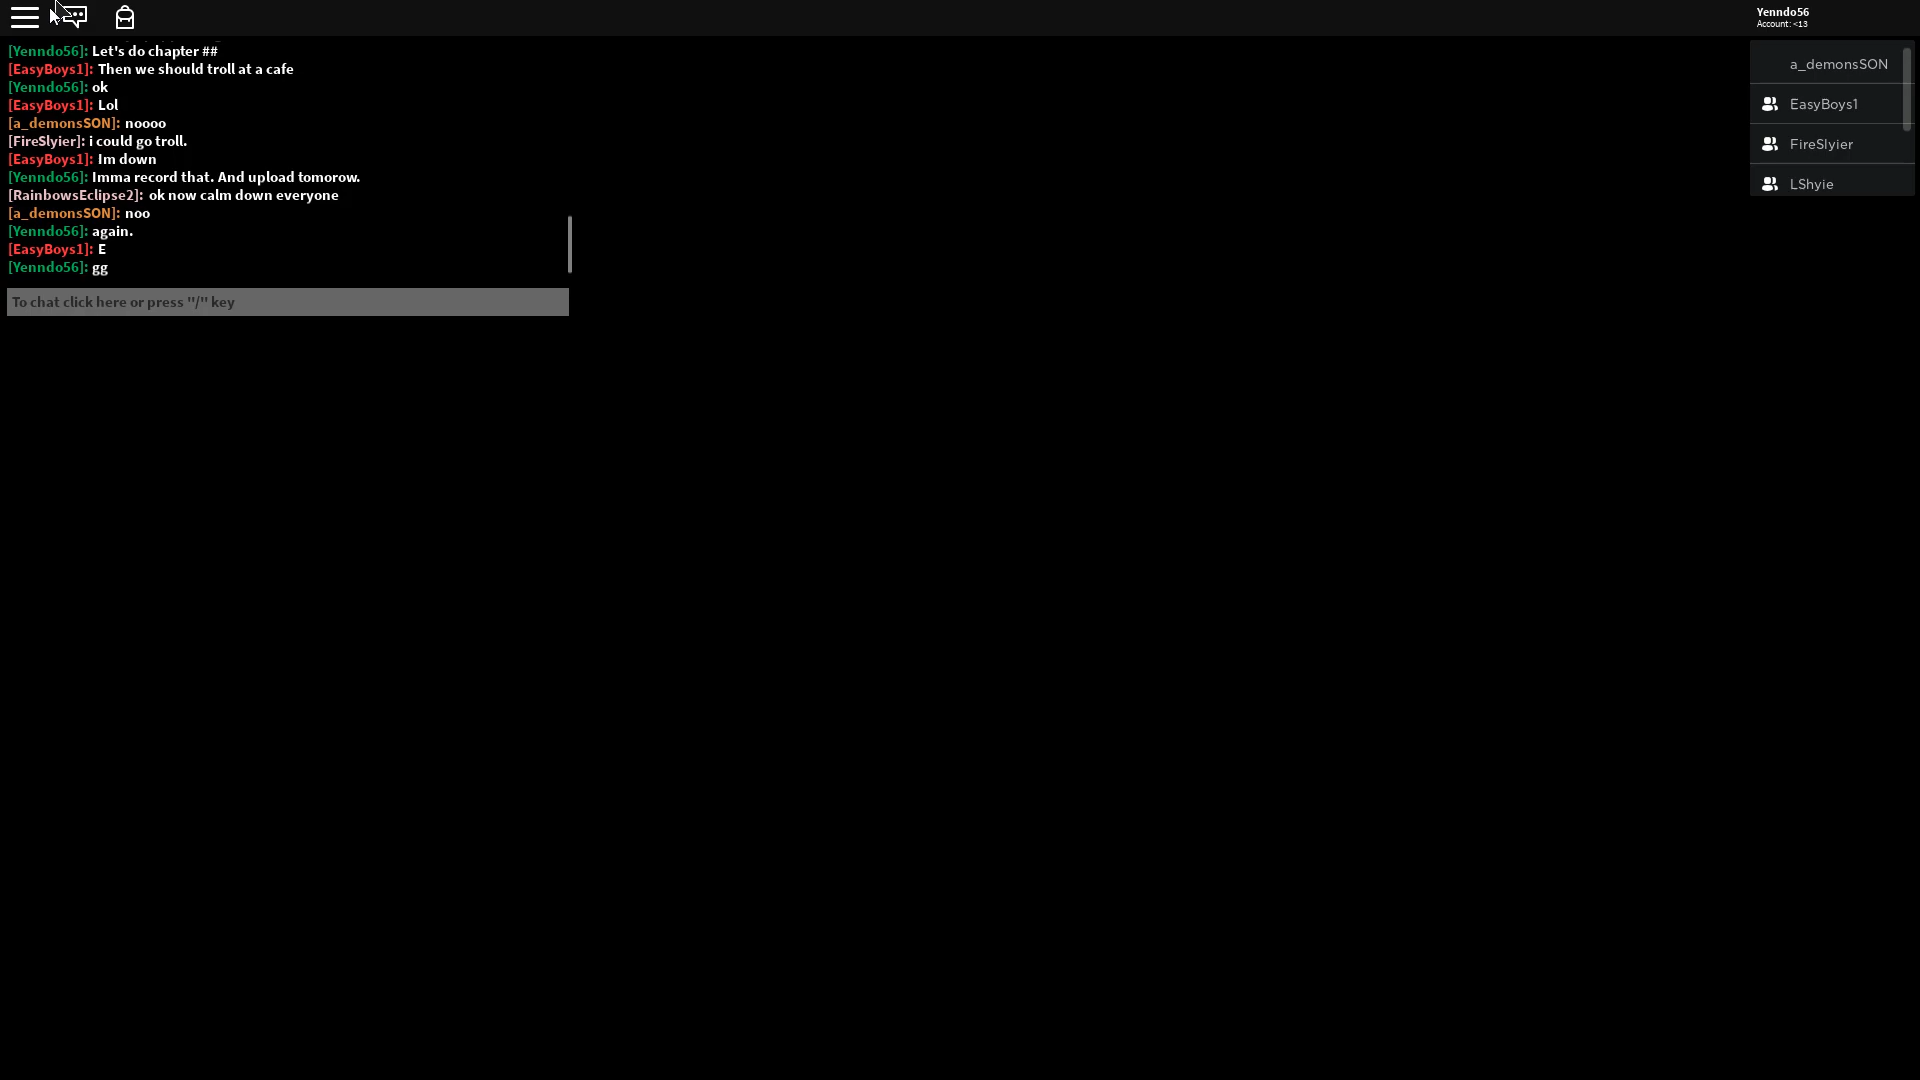 Yenndo56
Account: <13
[Yenndo56]: Let's do chapter ##
[EasyBoys1]: Then we should troll at a cafe
[Yenndo56]: ok
[EasyBoys1]: Lol
[a_demonsSON]: noooo
[FireSlyier]: i could go troll.
[EasyBoys1]: Im down
[Yenndo56]: Imma record that. And upload tomorow.
[RainbowsEclipse2]: ok now calm down everyone
[a_demonsSON]: noo
[Yenndo56]: again.
[EasyBoys1]: E
[Yenndo56]: gg
To chat click here or press "/" key
a_demonsSON
EasyBoys1
FireSlyier
LShyie